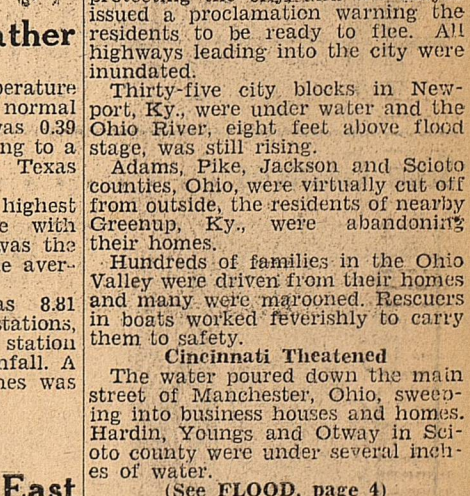 ather
perature
normal
as 0.39
ng to a
Texas
highest
e with
was the
e aver-
as 8.81
stations,
station
nfall. A
nes was
East
issued a proclamation warning the
residents to be ready to flee. All
highways leading into the city were
inundated.
Thirty-five city blocks in New-
port, Ky., were under water and the
Ohio River, eight feet above flood
stage, was still rising.
Adams, Pike, Jackson and Scioto
counties, Ohio, were virtually cut off
from outside, the residents of nearby
Greenup, Ky., were abandoning
their homes.
Hundreds of families in the Ohio
Valley were driven from their homes
and many were marooned. Rescuers
in boats worked feverishly to carry
them to safety.
Cincinnati Theatened
The water poured down the main
street of Manchester, Ohio, sweep-
ing into business houses and homes.
Hardin, Youngs and Otway in Sci-
oto county were under several inch-
es of water.
(See FLOOD, page 4)